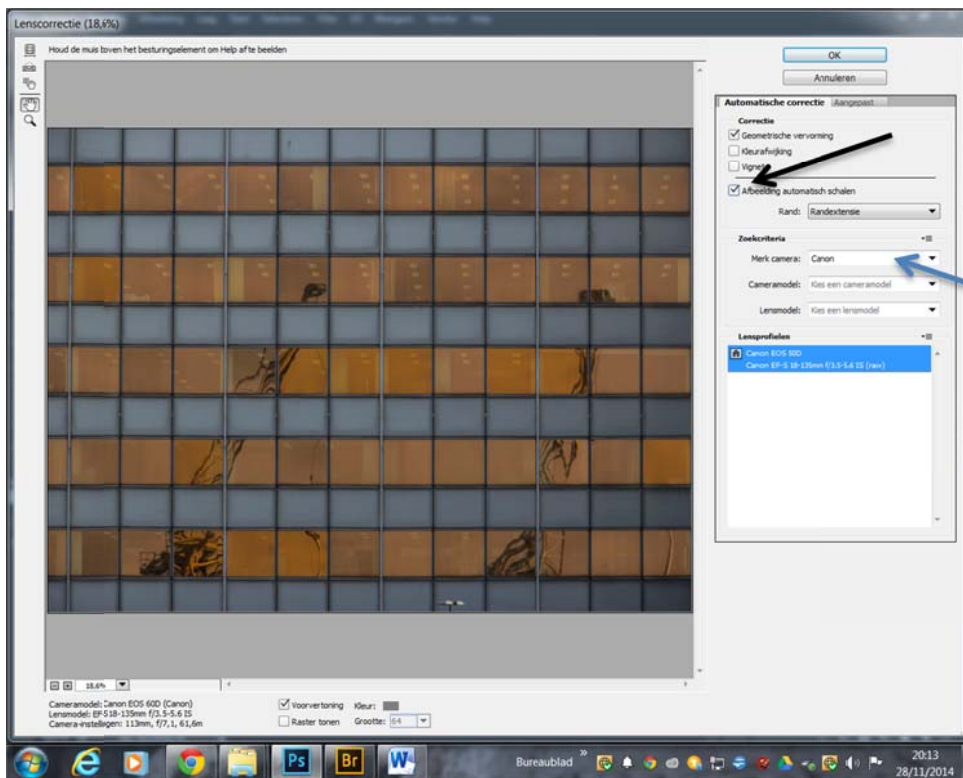 Lenscorrectie (18,6%)
Houd de muis boven het besturingselement om Help af te beelden
OK
Annuleren
Automatische correctie Aangepast
Correctie
Geometrische vervorming
Kleurafwijking
Vignet
Afbeelding automatisch schalen
Rand: Randextensie
Zoekcriteria
Merk camera: Canon
Cameramodel: Kies een cameramodel
Lensmodel: Kies een lensmodel
Lensprofielen
Canon EOS 50D
Canon EF-S 18-135mm f/3.5-5.6 IS (raw)
18,6%
Cameramodel: Canon EOS 60D (Canon)
Lensmodel: EF-S18-135mm f/3.5-5.6 IS
Camera-instellingen: 113mm, f/7,1, 61,6m
Voorvertoning Kleur:
Raster tonen Grootte: 64
Ps
Br
W
Bureaublad »
20:13
28/11/2014